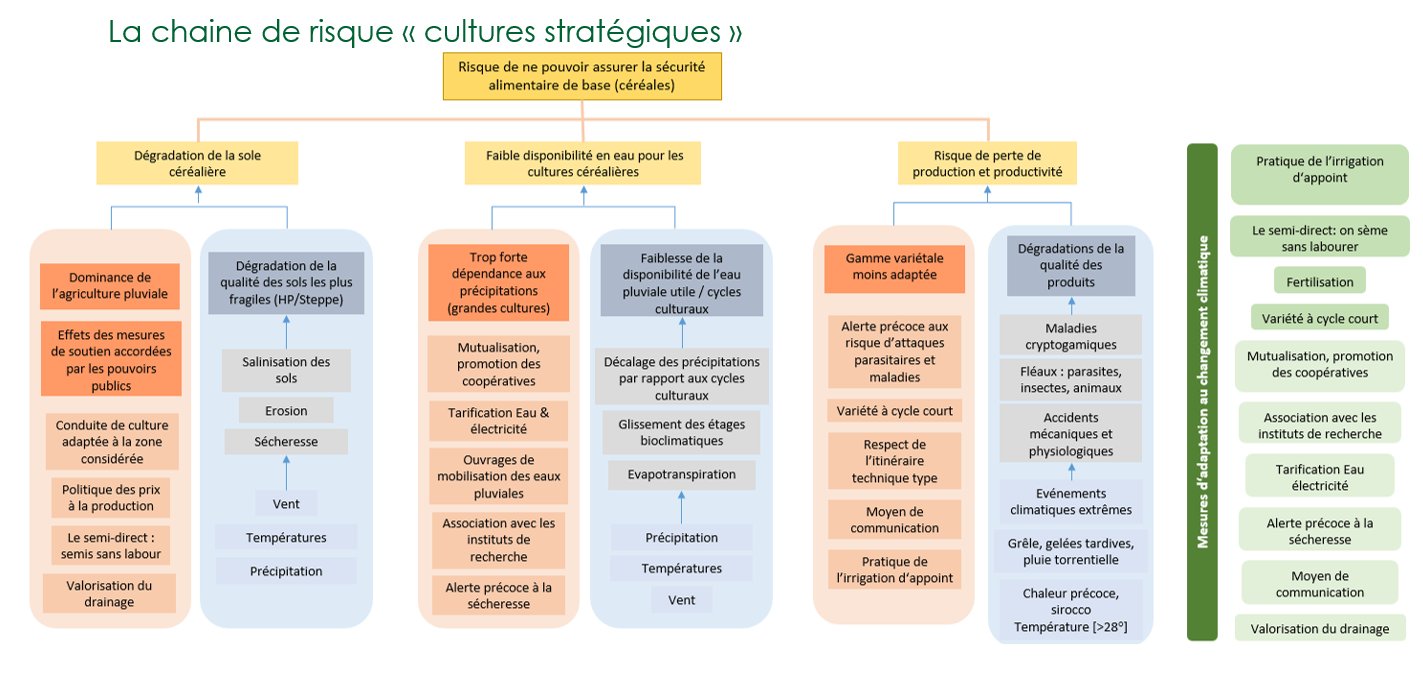 La chaine de risque « cultures stratégiques »
Risque de ne pouvoir assurer la sécurité
alimentaire de base (céréales)
Dégradation de la sole
céréalière
Dominance de
l’agriculture pluviale
Effets des mesures
de soutien accordées
par les pouvoirs
publics
Conduite de culture
adaptée à la zone
considérée
Politique des prix
à la production
Le semi-direct :
semis sans labour
Valorisation du
drainage
Dégradation de la
qualité des sols les plus
fragiles (HP/Steppe)
Salinisation des
sols
Erosion
Sécheresse
Vent
Températures
Précipitation
Faible disponibilité en eau pour les
cultures céréalières
Trop forte
dépendance aux
précipitations
(grandes cultures)
Mutualisation,
promotion des
coopératives
Tarification Eau &
électricité
Ouvrages de
mobilisation des eaux
pluviales
Association avec les
instituts de
recherche
Alerte précoce à la
sécheresse
Faiblesse de la
disponibilité de l’eau
pluviale utile / cycles
culturaux
Décalage des précipitations
par rapport aux cycles
culturaux
Glissement des étages
bioclimatiques
Evapotranspiration
Précipitation
Températures
Vent
Risque de perte de
production et productivité
Gamme variétale
moins adaptée
Alerte précoce aux
risque d’attaques
parasitaires et
maladies
Variété à cycle court
Respect de
l’itinéraire
technique type
Moyen de
communication
Pratique de
l’irrigation d’appoint
Dégradations de la
qualité des
produits
Maladies
cryptogamiques
Fléaux : parasites,
insectes, animaux
Accidents
mécaniques et
physiologiques
Evénements
climatiques extrêmes
Grêle, gelées tardives,
pluie torrentielle
Chaleur précoce,
sirocco
Température [>28°]
Mesures d’adaptation au changement climatique
Pratique de l’irrigation
d’appoint
Le semi-direct: on sème
sans labourer
Fertilisation
Variété à cycle court
Mutualisation, promotion
des coopératives
Association avec les
instituts de recherche
Tarification Eau
électricité
Alerte précoce à la
sécheresse
Moyen de
communication
Valorisation du drainage